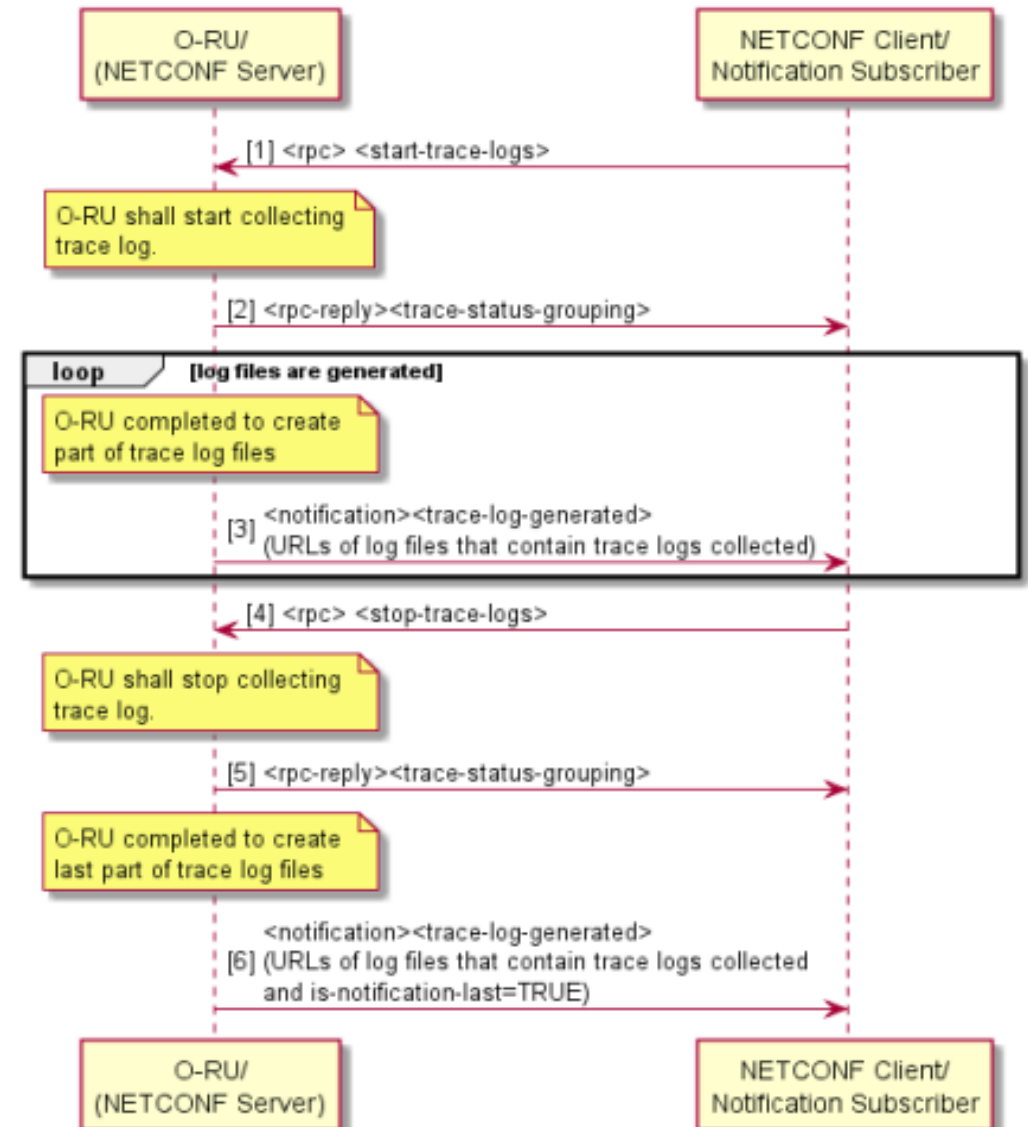 O-RU/
(NETCONF Server)
NETCONF Client/
Notification Subscriber
[1] <rpc> <start-trace-logs>
O-RU shall start collecting
trace log.
[2] <rpc-reply><trace-status-grouping>
loop [log files are generated]
O-RU completed to create
part of trace log files
<notification><trace-log-generated>
[3] (URLs of log files that contain trace logs collected)
[4] <rpc> <stop-trace-logs>
O-RU shall stop collecting
trace log.
[5] <rpc-reply><trace-status-grouping>
O-RU completed to create
last part of trace log files
<notification><trace-log-generated>
[6] (URLs of log files that contain trace logs collected
and is-notification-last=TRUE)
O-RU/
(NETCONF Server)
NETCONF Client/
Notification Subscriber